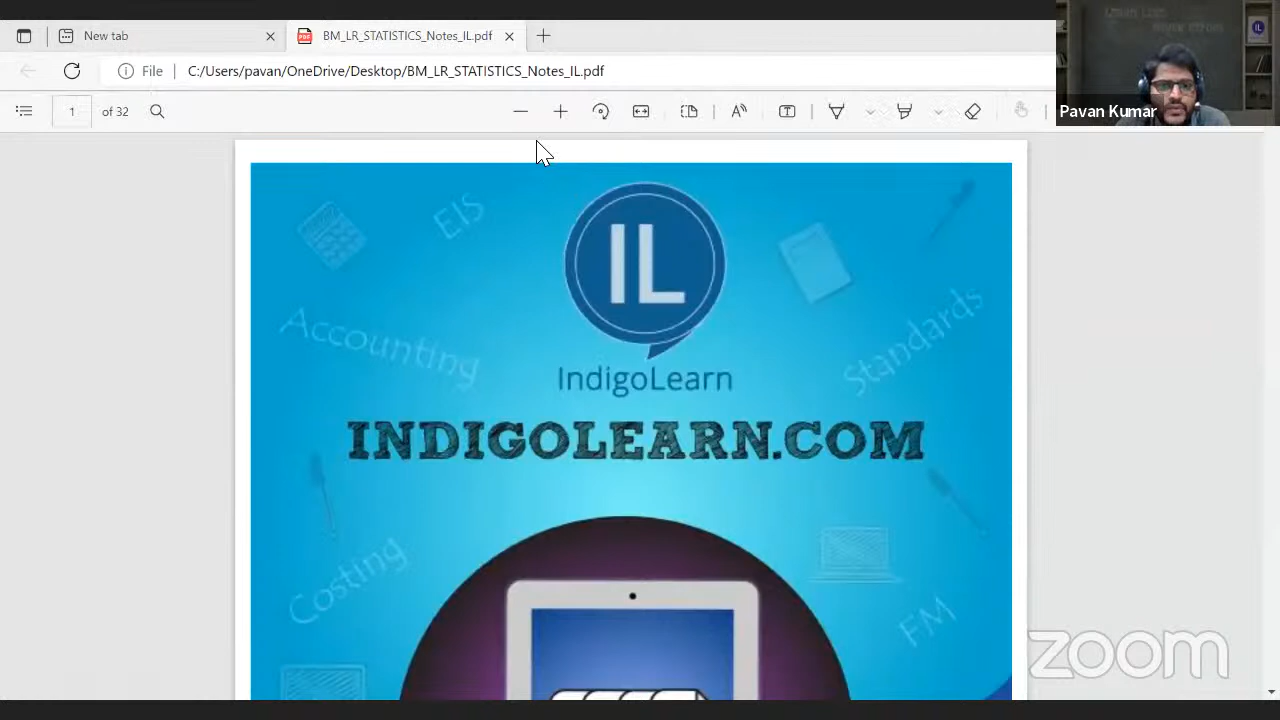 New tab
BM_LR_STATISTICS_Notes_IL.pdf
File
C:/Users/pavan/OneDrive/Desktop/BM_LR_STATISTICS_Notes_IL.pdf
1 of 32
Pavan Kumar
EIS
IL
Accounting
Standards
IndigoLearn
INDIGOLEARN.COM
Costing
FM
zoom